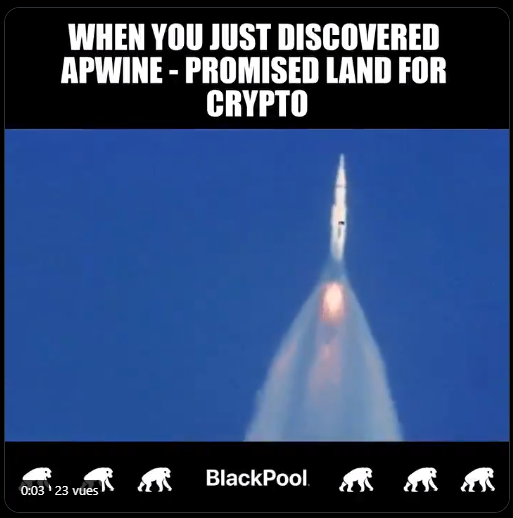 WHEN YOU JUST DISCOVERED
APWINE - PROMISED LAND FOR
CRYPTO
BlackPool
0:03 · 23 vues